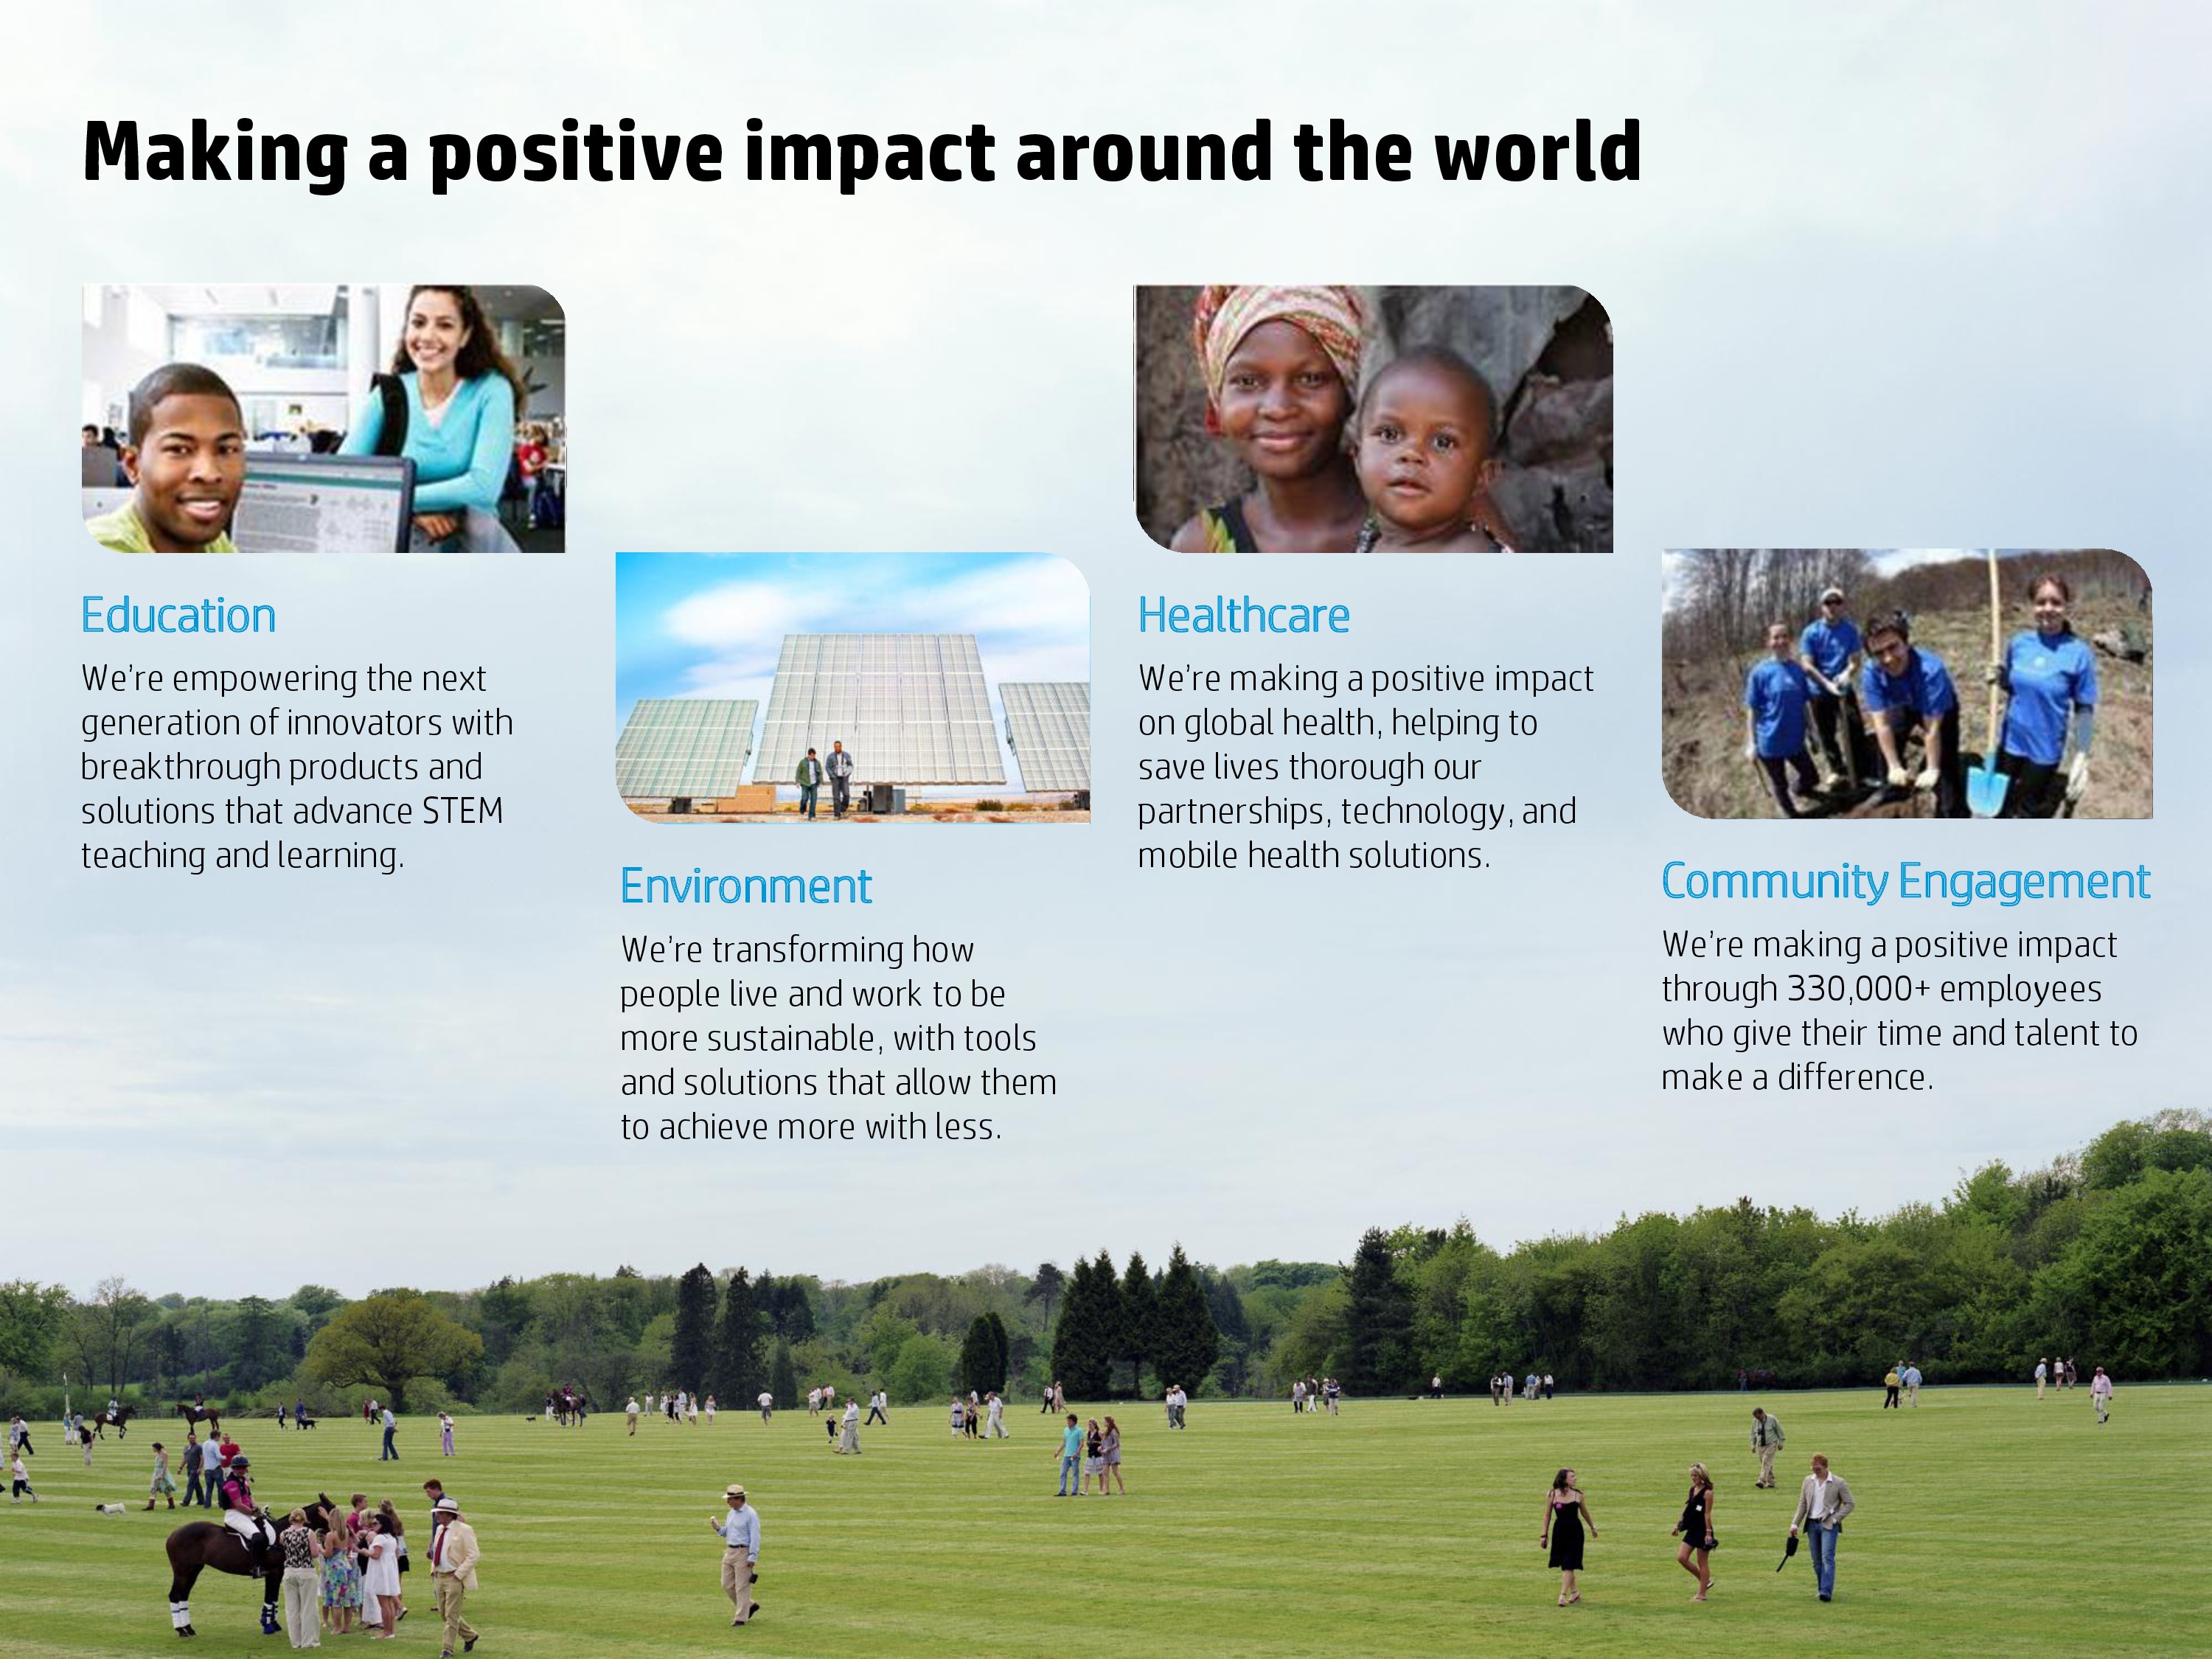 Making a positive impact around the world
Education
We're empowering the next
generation of innovators with
breakthrough products and
solutions that advance STEM
teaching and learning.
Environment
We're transforming how
people live and work to be
more sustainable, with tools
and solutions that allow them
to achieve more with less.
Healthcare
We're making a positive impact
on global health, helping to
save lives thorough our
partnerships, technology, and
mobile health solutions.
Community Engagement
We're making a positive impact
through 330,000+ employees
who give their time and talent to
make a difference.